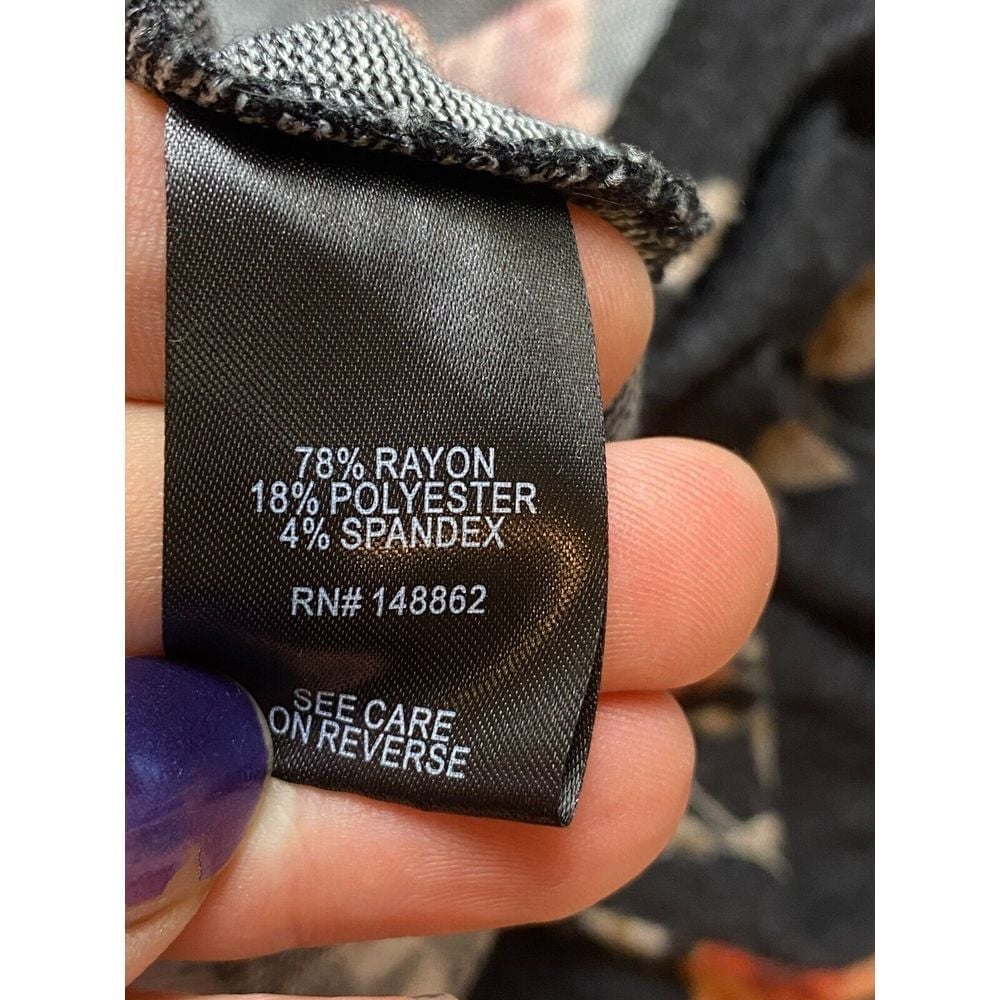 78% RAYON
18% POLYESTER
4% SPANDEX
RN# 148862
SEE CARE
ON REVERSE